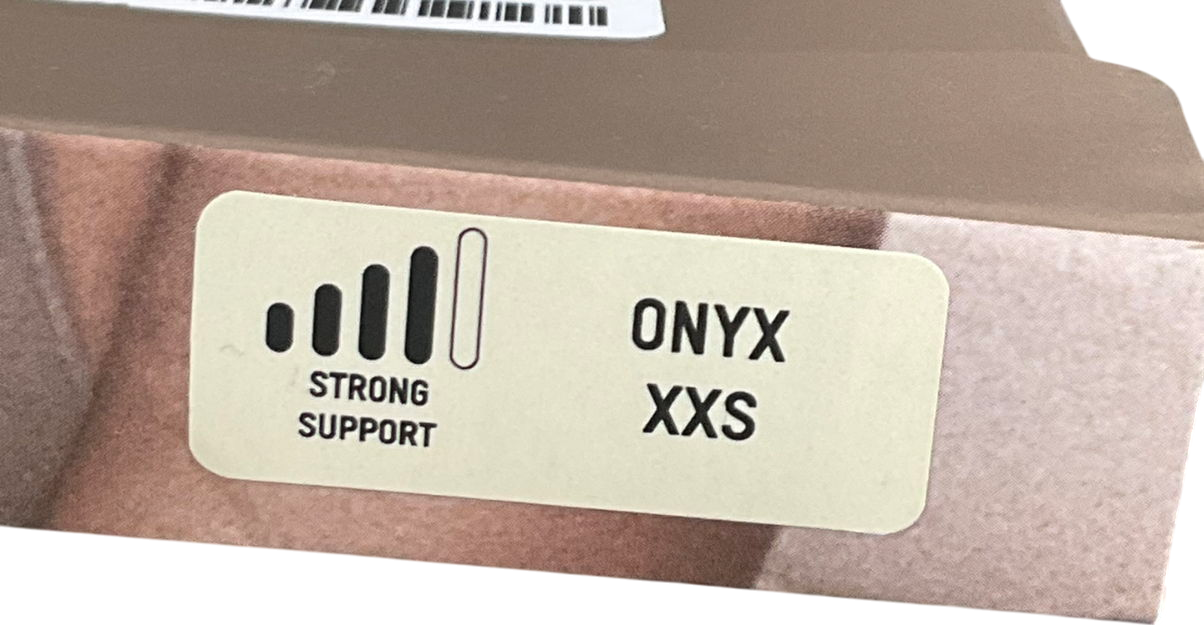 STRONG
SUPPORT
ONYX
XXS